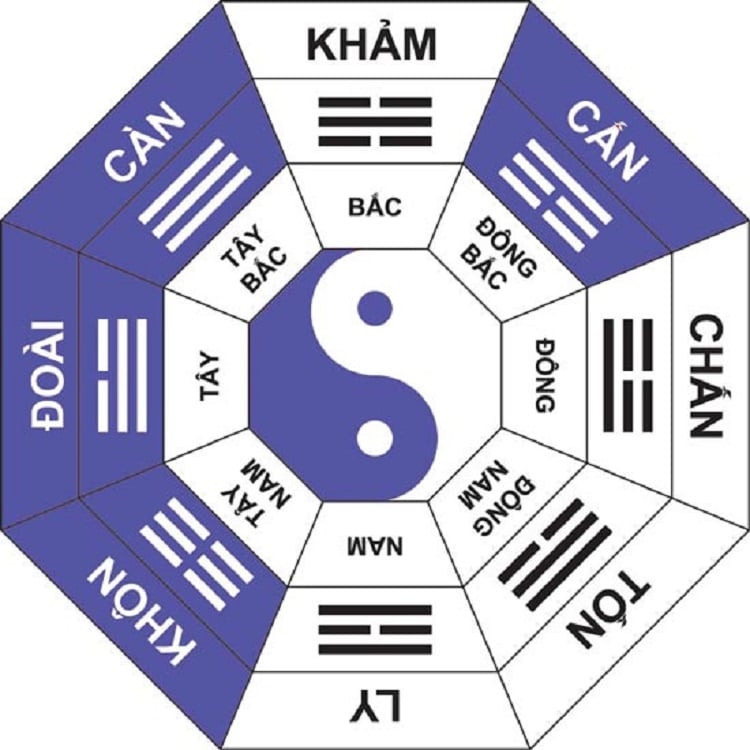 KHẢM
BẮC
CẤN
ĐÔNG
BẮC
CHẤN
ĐÔNG
TỐN
ĐÔNG
NAM
LY
NAM
KHÔN
TÂY
NAM
ĐOÀI
TÂY
CÀN
TÂY
BẮC